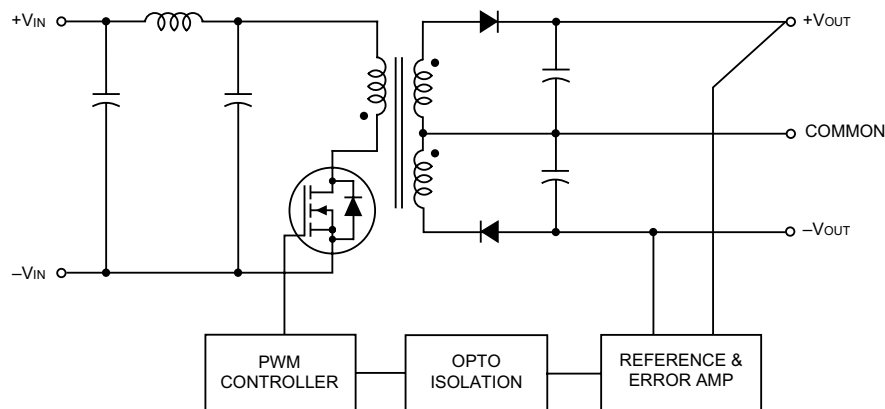 +VIN
+VOUT
COMMON
–VOUT
–VIN
PWM
CONTROLLER
OPTO
ISOLATION
REFERENCE &
ERROR AMP